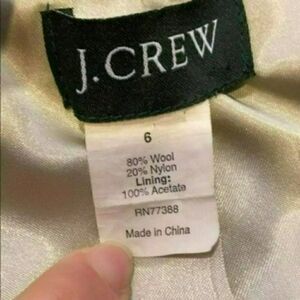 J.CREW
6
80% Wool
20% Nylon
Lining:
100% Acetate
RN77388
Made in China